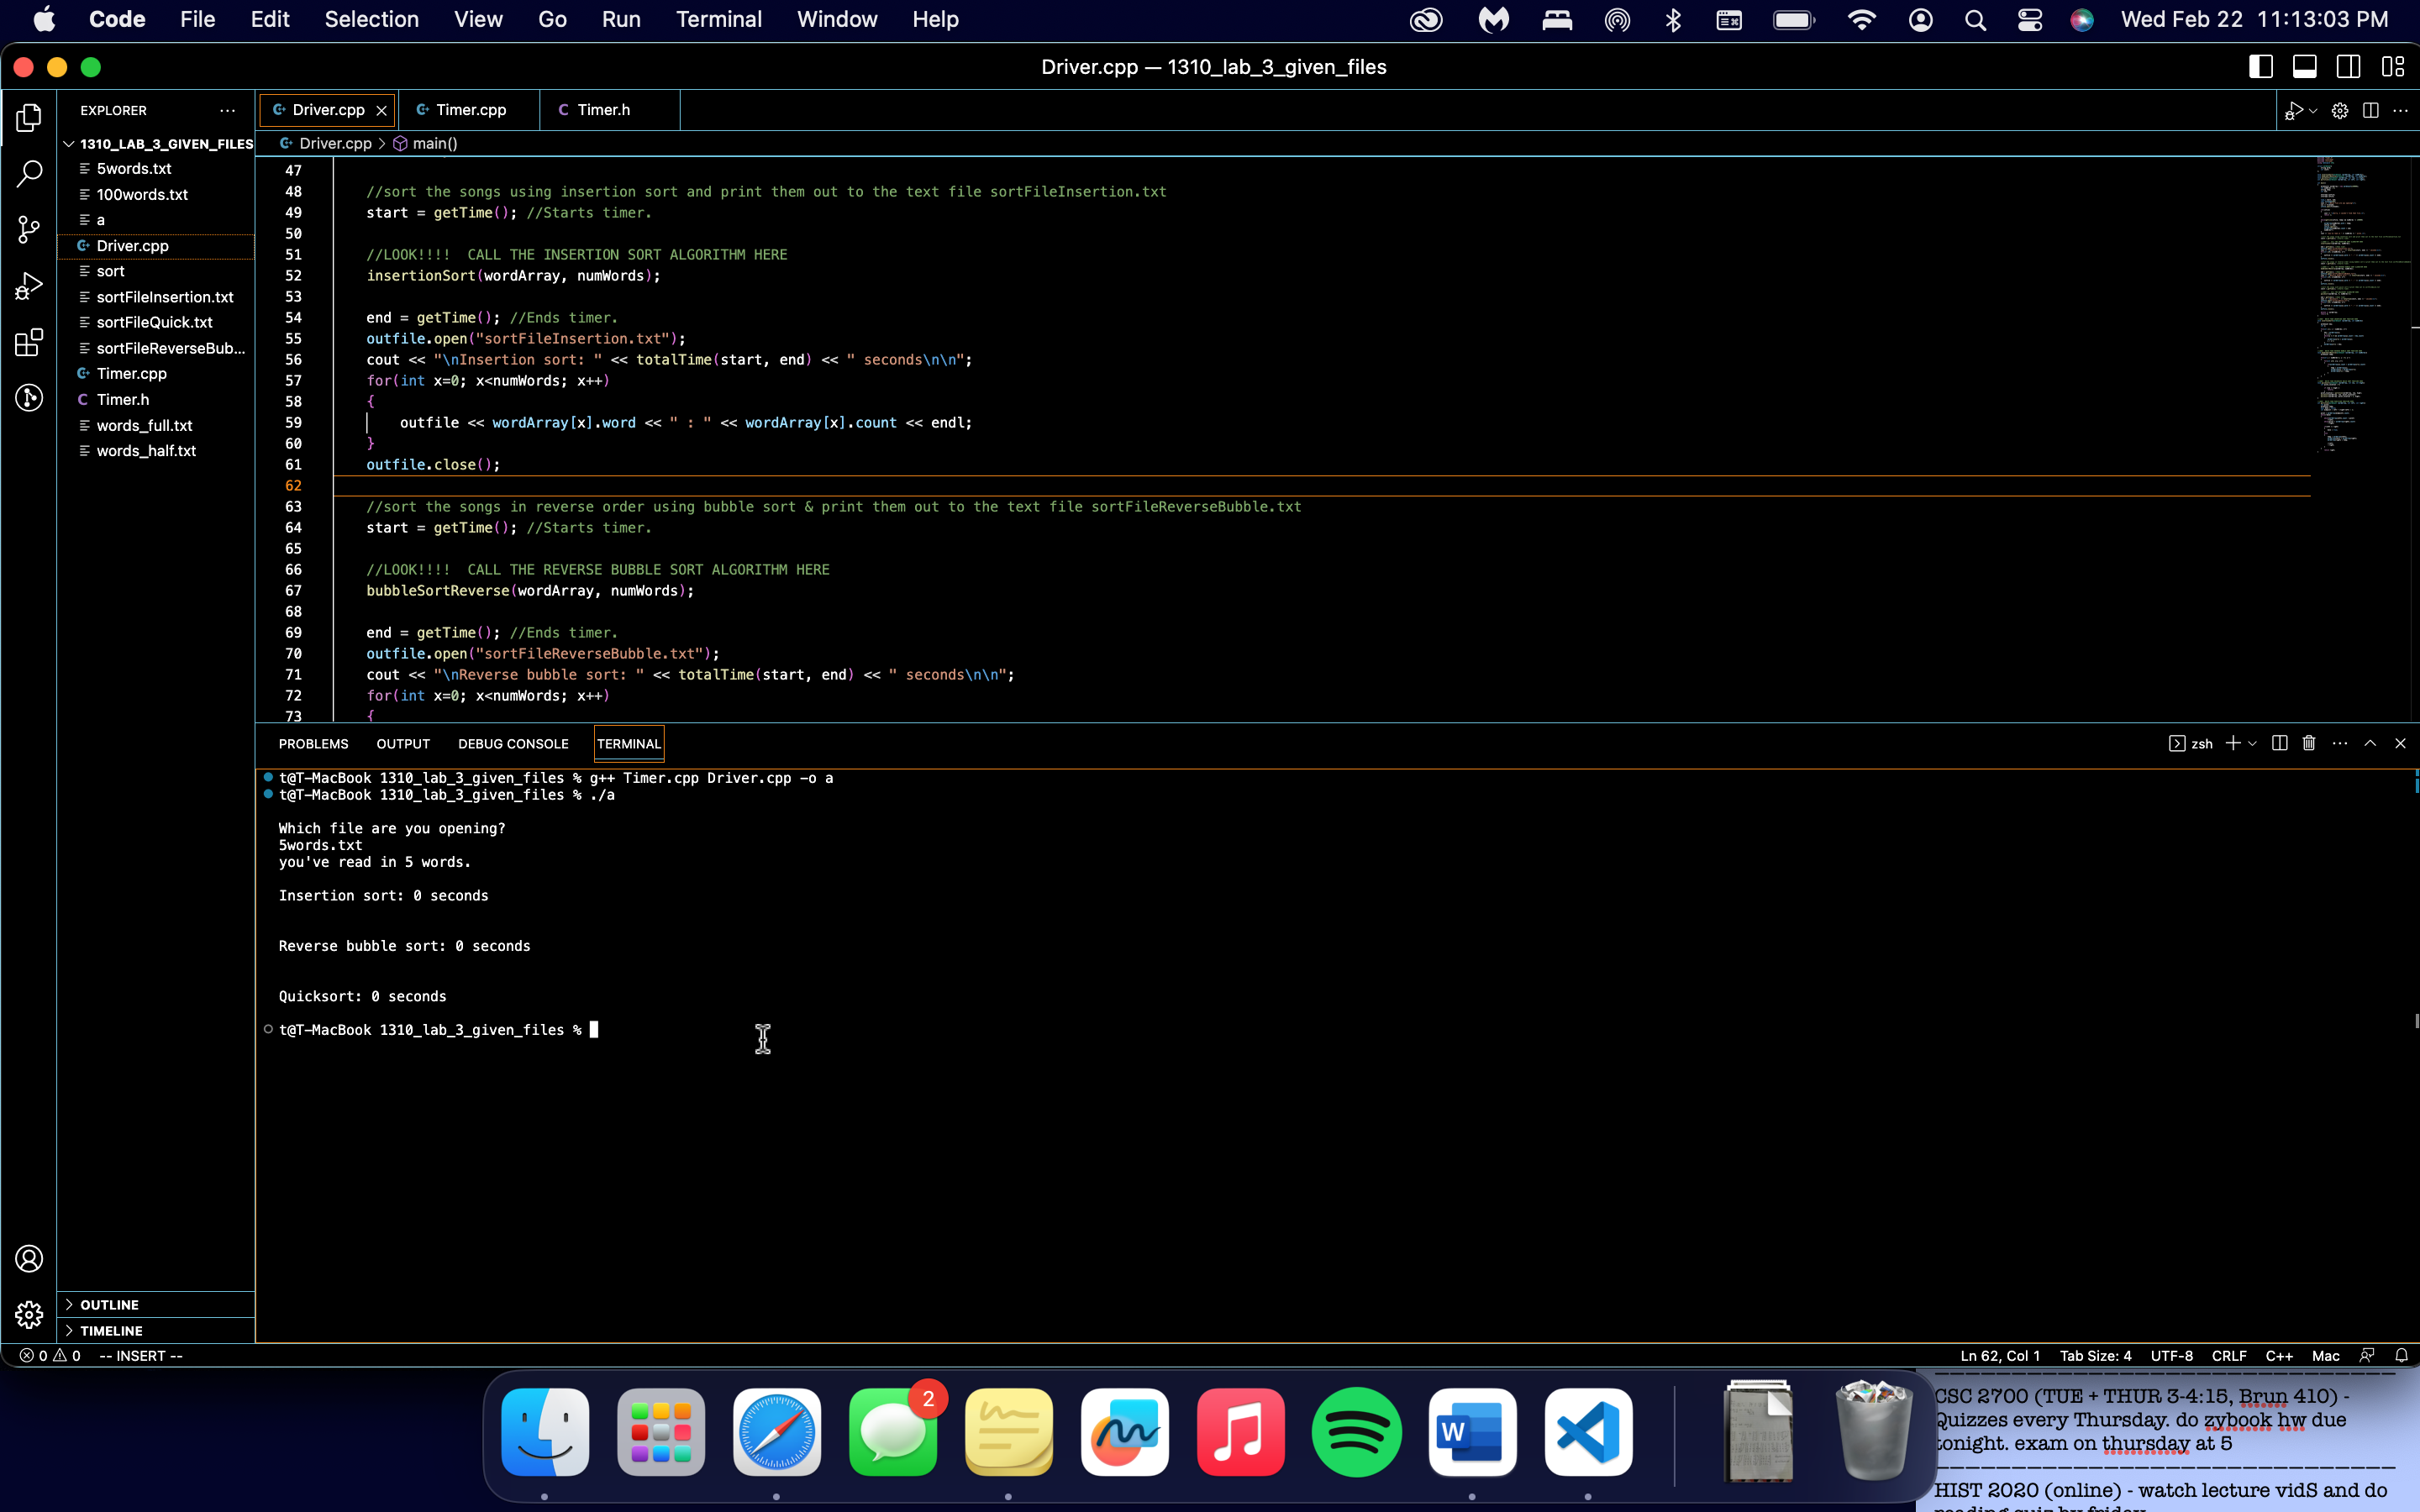 Code File Edit Selection View Go Run Terminal Window Help Wed Feb 22 11:13:03 PM
Driver.cpp — 1310_lab_3_given_files
EXPLORER
1310_LAB_3_GIVEN_FILES
5words.txt
100words.txt
a
Driver.cpp
sort
sortFileInsertion.txt
sortFileQuick.txt
sortFileReverseBub...
Timer.cpp
Timer.h
words_full.txt
words_half.txt
OUTLINE
TIMELINE
Driver.cpp Timer.cpp Timer.h
Driver.cpp > main()
47
48 //sort the songs using insertion sort and print them out to the text file sortFileInsertion.txt
49 start = getTime(); //Starts timer.
50
51 //LOOK!!!!  CALL THE INSERTION SORT ALGORITHM HERE
52 insertionSort(wordArray, numWords);
53
54 end = getTime(); //Ends timer.
55 outfile.open("sortFileInsertion.txt");
56 cout << "\nInsertion sort: " << totalTime(start, end) << " seconds\n\n";
57 for(int x=0; x<numWords; x++)
58 {
59 outfile << wordArray[x].word << " : " << wordArray[x].count << endl;
60 }
61 outfile.close();
62
63 //sort the songs in reverse order using bubble sort & print them out to the text file sortFileReverseBubble.txt
64 start = getTime(); //Starts timer.
65
66 //LOOK!!!!  CALL THE REVERSE BUBBLE SORT ALGORITHM HERE
67 bubbleSortReverse(wordArray, numWords);
68
69 end = getTime(); //Ends timer.
70 outfile.open("sortFileReverseBubble.txt");
71 cout << "\nReverse bubble sort: " << totalTime(start, end) << " seconds\n\n";
72 for(int x=0; x<numWords; x++)
73 {
PROBLEMS OUTPUT DEBUG CONSOLE TERMINAL zsh
t@T-MacBook 1310_lab_3_given_files % g++ Timer.cpp Driver.cpp -o a
t@T-MacBook 1310_lab_3_given_files % ./a
Which file are you opening?
5words.txt
you've read in 5 words.
Insertion sort: 0 seconds
Reverse bubble sort: 0 seconds
Quicksort: 0 seconds
t@T-MacBook 1310_lab_3_given_files %
0 0 -- INSERT -- Ln 62, Col 1 Tab Size: 4 UTF-8 CRLF C++ Mac
2
W
CSC 2700 (TUE + THUR 3-4:15, Brun 410) -
Quizzes every Thursday. do zybook hw due
tonight. exam on thursday at 5
HIST 2020 (online) - watch lecture vidS and do